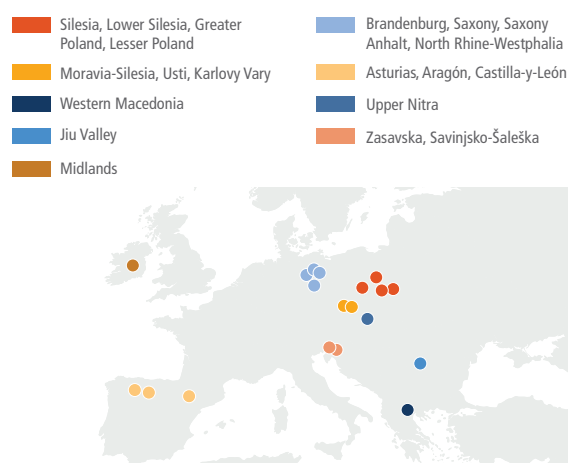 Silesia, Lower Silesia, Greater
Poland, Lesser Poland
Moravia-Silesia, Usti, Karlovy Vary
Western Macedonia
Jiu Valley
Midlands
Brandenburg, Saxony, Saxony
Anhalt, North Rhine-Westphalia
Asturias, Aragón, Castilla-y-León
Upper Nitra
Zasavska, Savinjsko-Šaleška